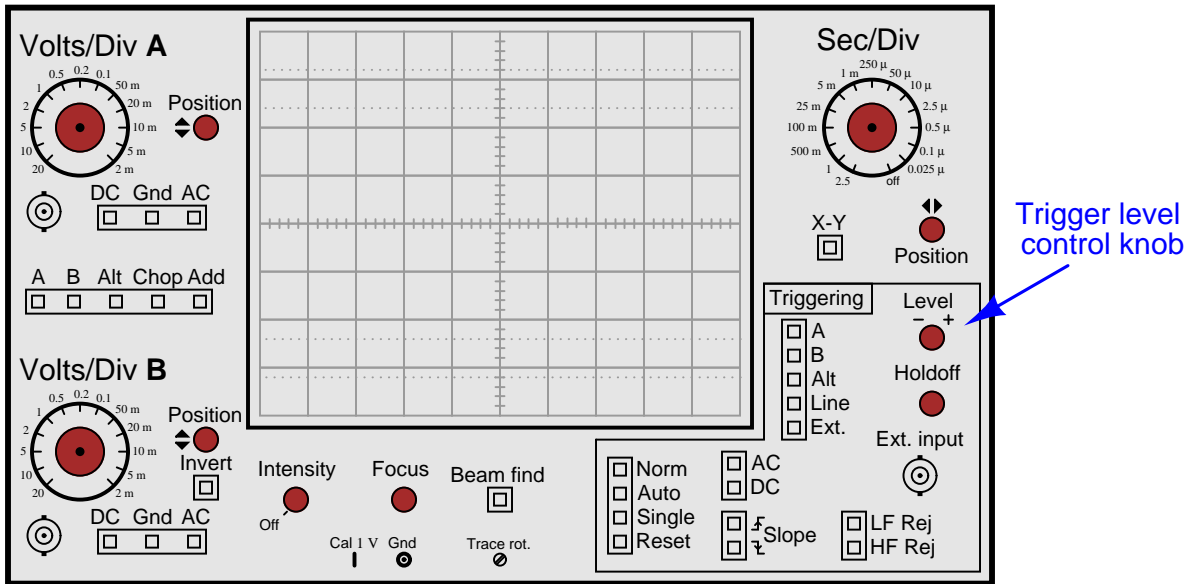 Volts/Div A
0.5 0.2 0.1
1 50 m
2 20 m
5 10 m
10 5 m
20 2 m
Position
DC Gnd AC
A B Alt Chop Add
Volts/Div B
0.5 0.2 0.1
1 50 m
2 20 m
5 10 m
10 5 m
20 2 m
Position
Invert
DC Gnd AC
Intensity
Off
Focus
Beam find
Cal 1 V Gnd
Trace rot.
Sec/Div
250 µ
1 m 50 µ
5 m 10 µ
25 m 2.5 µ
100 m 0.5 µ
500 m 0.1 µ
1 0.025 µ
2.5 off
X-Y
Position
Triggering
A
B
Alt
Line
Ext.
Level
- +
Holdoff
Ext. input
Norm
Auto
Single
Reset
AC
DC
Slope
LF Rej
HF Rej
Trigger level
control knob